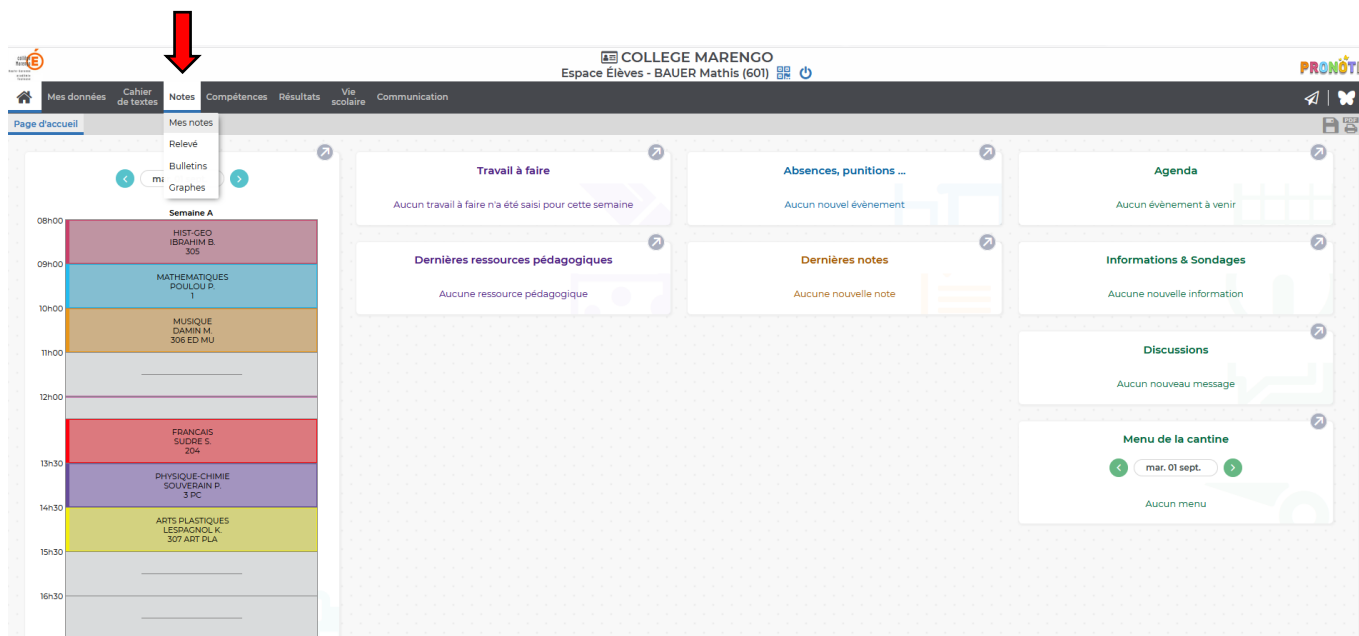 COLLEGE MARENGO
Espace Élèves - BAUER Mathis (601)
PRONOTE
Mes données
Cahier
de textes
Notes
Compétences
Résultats
Vie
scolaire
Communication
Page d'accueil
Mes notes
Relevé
Bulletins
Graphes
PDF
Semaine A
08h00
HIST-GEO
IBRAHIM B.
305
09h00
MATHEMATIQUES
POULOU P.
1
10h00
MUSIQUE
DAMIN M.
306 ED MU
11h00
12h00
FRANCAIS
SUDRE S.
204
13h30
PHYSIQUE-CHIMIE
SOUVERAIN P.
3 PC
14h30
ARTS PLASTIQUES
LESPAGNOL K.
307 ART PLA
15h30
16h30
Travail à faire
Aucun travail à faire n'a été saisi pour cette semaine
Dernières ressources pédagogiques
Aucune ressource pédagogique
Absences, punitions ...
Aucun nouvel évènement
Dernières notes
Aucune nouvelle note
Agenda
Aucun évènement à venir
Informations & Sondages
Aucune nouvelle information
Discussions
Aucun nouveau message
Menu de la cantine
mar. 01 sept.
Aucun menu